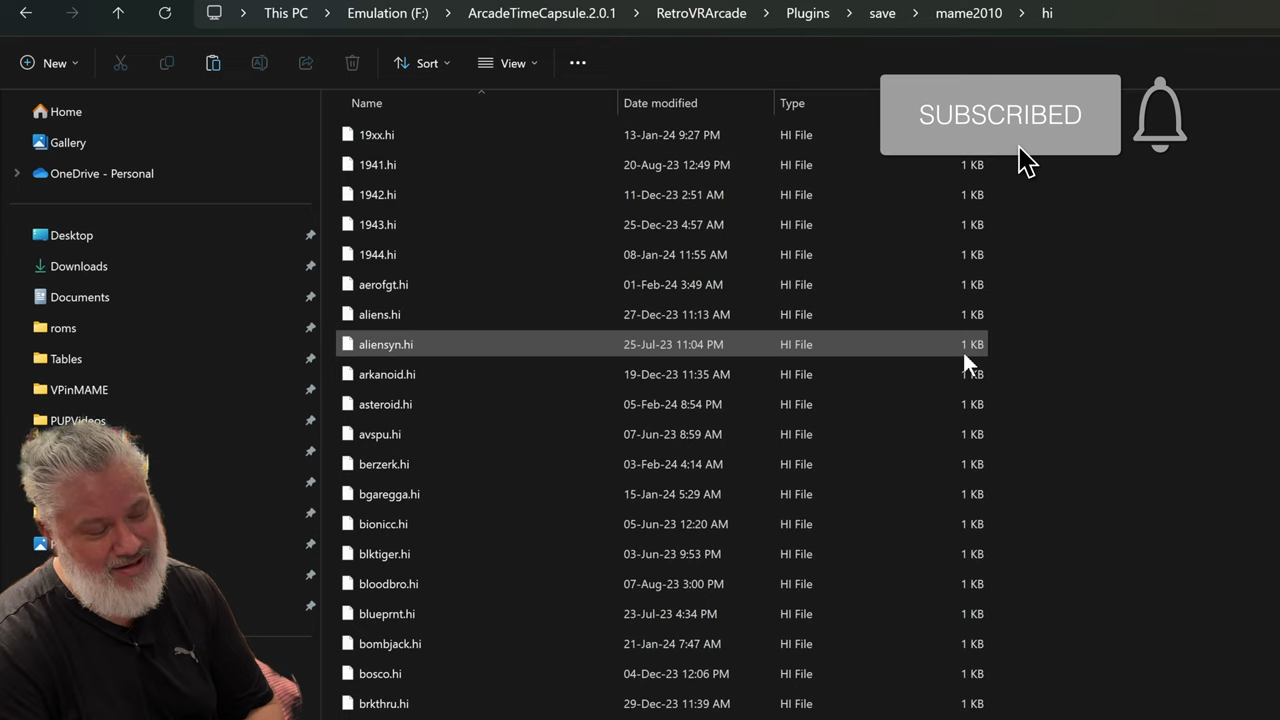 This PC > Emulation (F:) > ArcadeTimeCapsule.2.0.1 > RetroVRArcade > Plugins > save > mame2010 > hi
New Sort View
SUBSCRIBED
Home
Gallery
OneDrive - Personal
Desktop
Downloads
Documents
roms
Tables
VPinMAME
PUPVideos
Name Date modified Type
19xx.hi 13-Jan-24 9:27 PM HI File
1941.hi 20-Aug-23 12:49 PM HI File 1 KB
1942.hi 11-Dec-23 2:51 AM HI File 1 KB
1943.hi 25-Dec-23 4:57 AM HI File 1 KB
1944.hi 08-Jan-24 11:55 AM HI File 1 KB
aerofgt.hi 01-Feb-24 3:49 AM HI File 1 KB
aliens.hi 27-Dec-23 11:13 AM HI File 1 KB
aliensyn.hi 25-Jul-23 11:04 PM HI File 1 KB
arkanoid.hi 19-Dec-23 11:35 AM HI File 1 KB
asteroid.hi 05-Feb-24 8:54 PM HI File 1 KB
avspu.hi 07-Jun-23 8:59 AM HI File 1 KB
berzerk.hi 03-Feb-24 4:14 AM HI File 1 KB
bgaregga.hi 15-Jan-24 5:29 AM HI File 1 KB
bionicc.hi 05-Jun-23 12:20 AM HI File 1 KB
blktiger.hi 03-Jun-23 9:53 PM HI File 1 KB
bloodbro.hi 07-Aug-23 3:00 PM HI File 1 KB
blueprnt.hi 23-Jul-23 4:34 PM HI File 1 KB
bombjack.hi 21-Jan-24 7:47 AM HI File 1 KB
bosco.hi 04-Dec-23 12:06 PM HI File 1 KB
brkthru.hi 29-Dec-23 11:39 AM HI File 1 KB